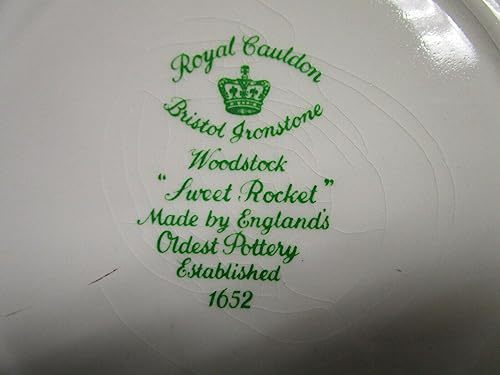 Royal Cauldon
Bristol Ironstone
Woodstock
"Sweet Rocket"
Made by England's
Oldest Pottery
Established
1652